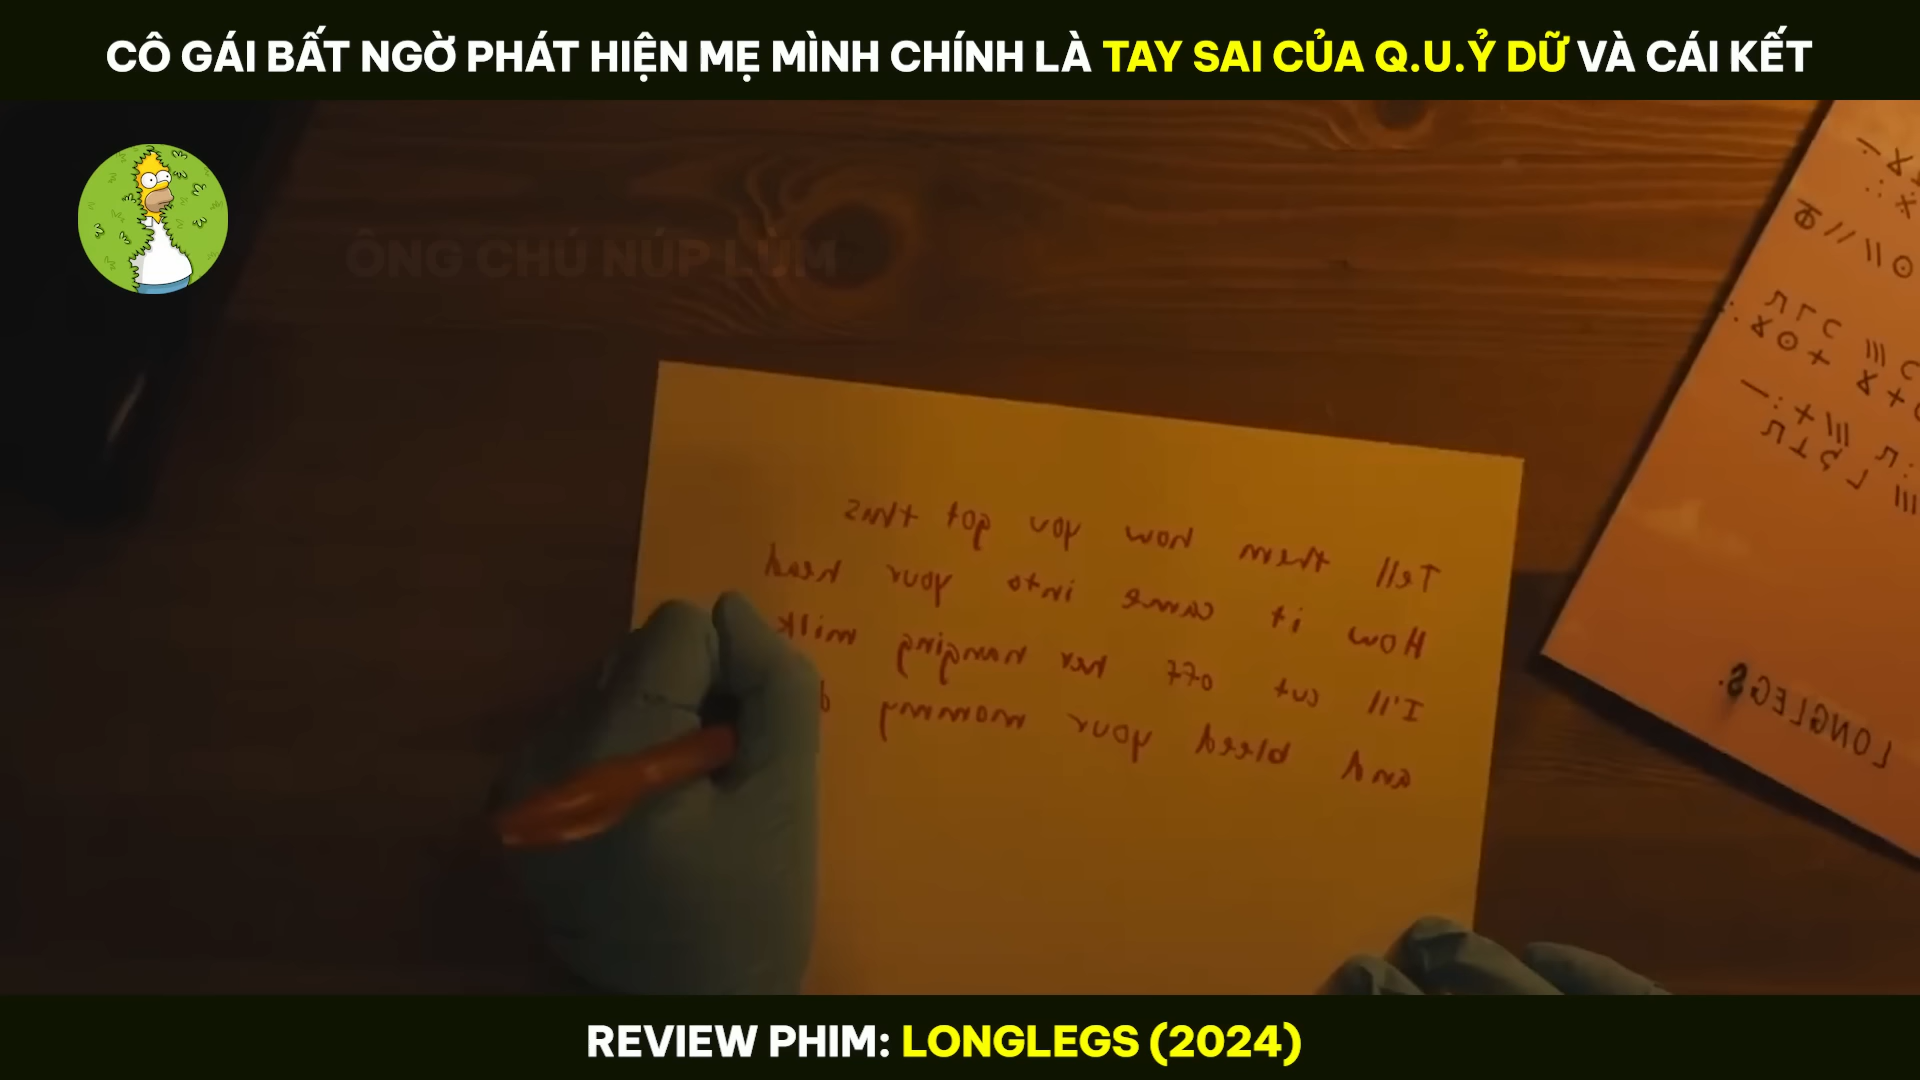 CÔ GÁI BẤT NGỜ PHÁT HIỆN MẸ MÌNH CHÍNH LÀ TAY SAI CỦA Q.U.Ỷ DỮ VÀ CÁI KẾT
ÔNG CHÚ NÚP LÙM
Tell them how you got this
How it came into your head
I'll cut off her hanging milk
and bleed your mommy d
LONGLEGS.
REVIEW PHIM: LONGLEGS (2024)